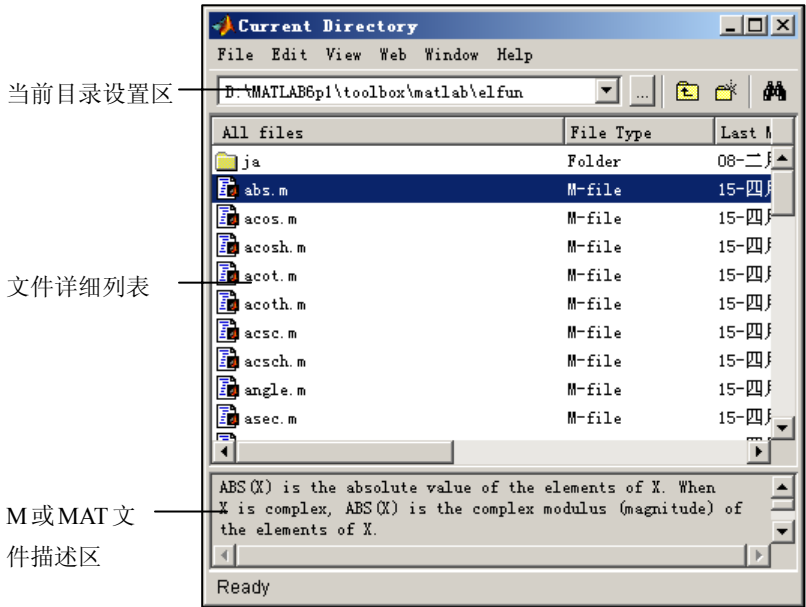 Current Directory
File Edit View Web Window Help
当前目录设置区
D:\MATLAB6p1\toolbox\matlab\elfun
...
All files File Type Last M
ja Folder 08-二月
abs.m M-file 15-四月
acos.m M-file 15-四月
acosh.m M-file 15-四月
文件详细列表
acot.m M-file 15-四月
acoth.m M-file 15-四月
acsc.m M-file 15-四月
acsch.m M-file 15-四月
angle.m M-file 15-四月
asec.m M-file 15-四月
M或MAT文
件描述区
ABS(X) is the absolute value of the elements of X. When
X is complex, ABS(X) is the complex modulus (magnitude) of
the elements of X.
Ready